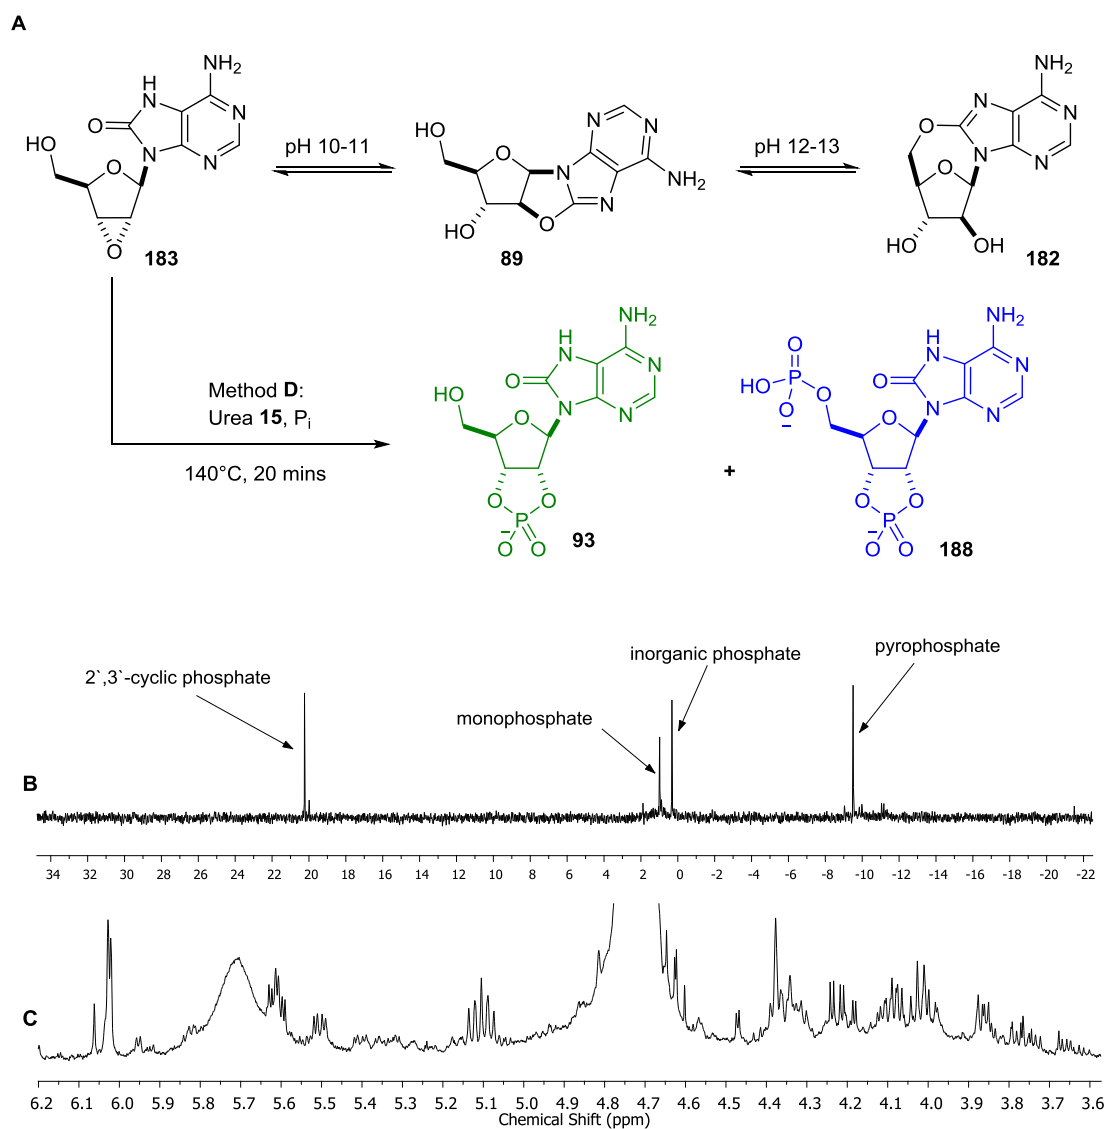 A
NH₂
H
N
N
O
N
N
HO
O
O
183
pH 10-11
HO
O
N
N
N
N
NH₂
O
HO
89
pH 12-13
NH₂
N
N
O
N
N
O
HO
OH
182
Method D:
Urea 15, Pᵢ
140°C, 20 mins
NH₂
H
N
N
O
N
N
HO
O
O
O
P
O
O
−
93
+
O
HO
P
O
O
−
NH₂
H
N
N
O
N
N
O
O
O
P
O
O
−
188
2`,3`-cyclic phosphate
monophosphate
inorganic phosphate
pyrophosphate
B
34 32 30 28 26 24 22 20 18 16 14 12 10 8 6 4 2 0 -2 -4 -6 -8 -10 -12 -14 -16 -18 -20 -22
C
6.2 6.1 6.0 5.9 5.8 5.7 5.6 5.5 5.4 5.3 5.2 5.1 5.0 4.9 4.8 4.7 4.6 4.5 4.4 4.3 4.2 4.1 4.0 3.9 3.8 3.7 3.6
Chemical Shift (ppm)